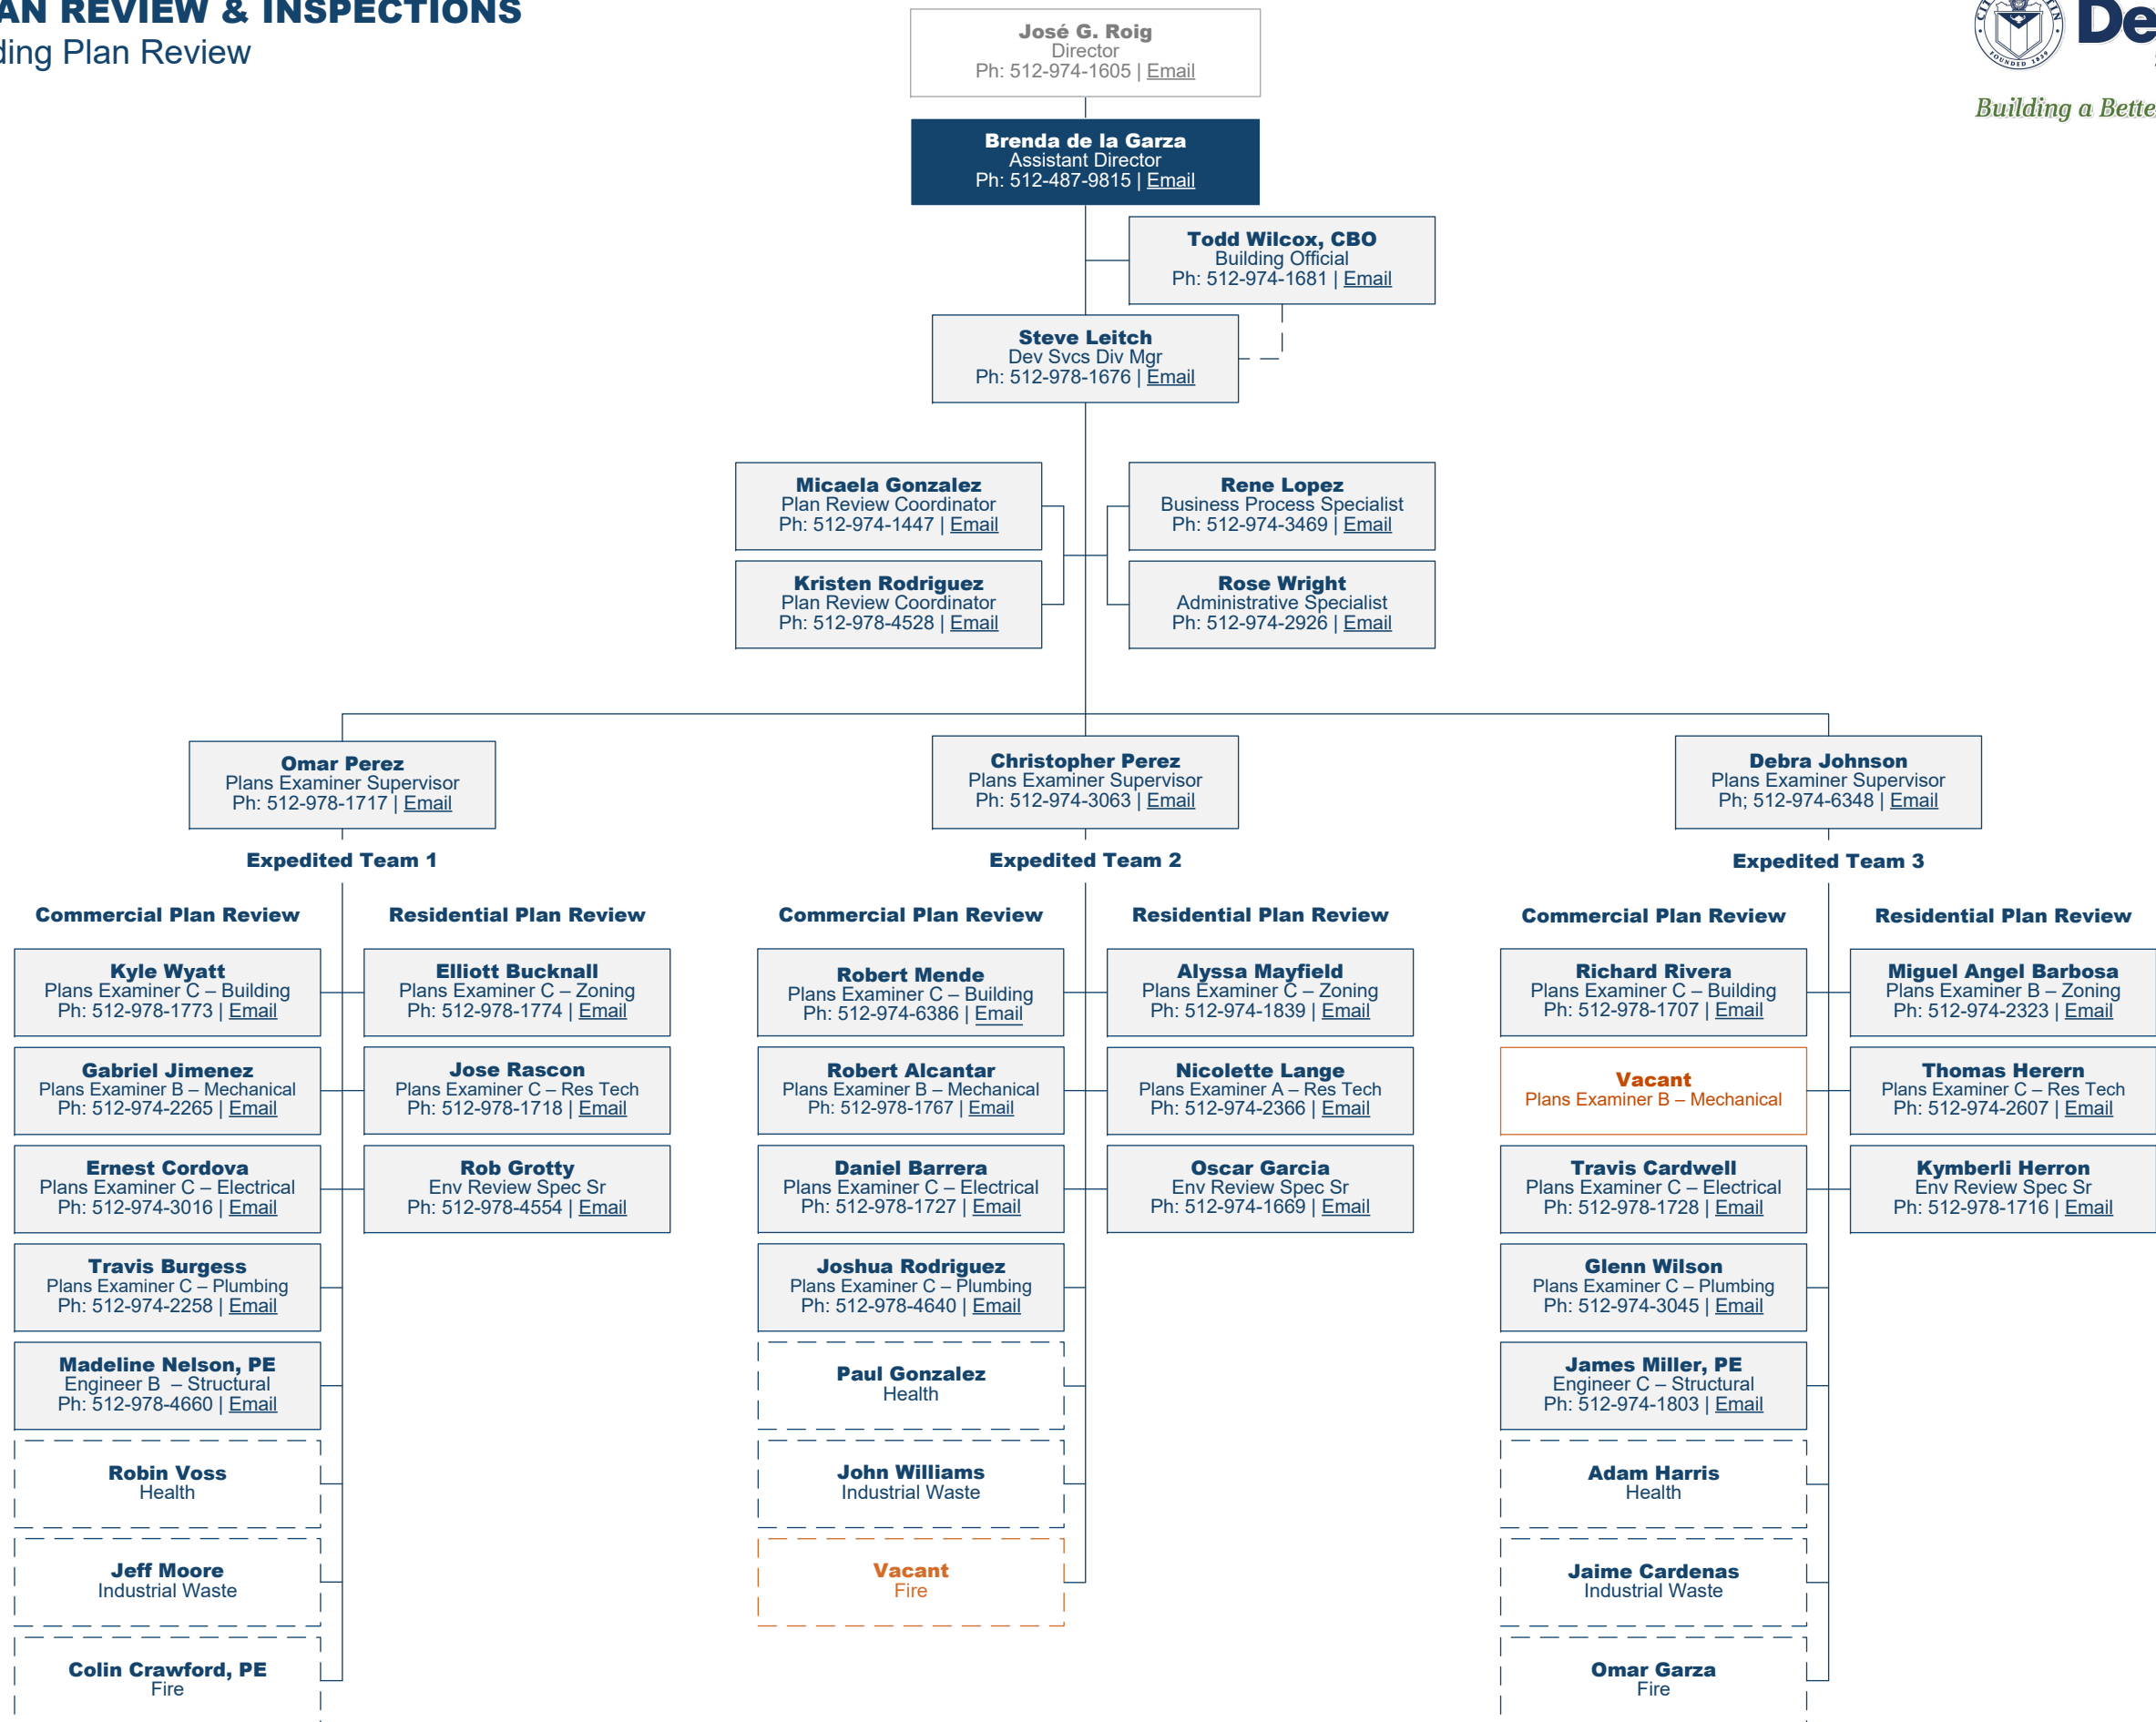 AN REVIEW & INSPECTIONS
ding Plan Review
De
FOUNDED 1839
Building a Bette
José G. Roig
Director
Ph: 512-974-1605 | Email
Brenda de la Garza
Assistant Director
Ph: 512-487-9815 | Email
Todd Wilcox, CBO
Building Official
Ph: 512-974-1681 | Email
Steve Leitch
Dev Svcs Div Mgr
Ph: 512-978-1676 | Email
Micaela Gonzalez
Plan Review Coordinator
Ph: 512-974-1447 | Email
Rene Lopez
Business Process Specialist
Ph: 512-974-3469 | Email
Kristen Rodriguez
Plan Review Coordinator
Ph: 512-978-4528 | Email
Rose Wright
Administrative Specialist
Ph: 512-974-2926 | Email
Omar Perez
Plans Examiner Supervisor
Ph: 512-978-1717 | Email
Christopher Perez
Plans Examiner Supervisor
Ph: 512-974-3063 | Email
Debra Johnson
Plans Examiner Supervisor
Ph; 512-974-6348 | Email
Expedited Team 1
Commercial Plan Review
Kyle Wyatt
Plans Examiner C – Building
Ph: 512-978-1773 | Email
Gabriel Jimenez
Plans Examiner B – Mechanical
Ph: 512-974-2265 | Email
Ernest Cordova
Plans Examiner C – Electrical
Ph: 512-974-3016 | Email
Travis Burgess
Plans Examiner C – Plumbing
Ph: 512-974-2258 | Email
Madeline Nelson, PE
Engineer B – Structural
Ph: 512-978-4660 | Email
Robin Voss
Health
Jeff Moore
Industrial Waste
Colin Crawford, PE
Fire
Residential Plan Review
Elliott Bucknall
Plans Examiner C – Zoning
Ph: 512-978-1774 | Email
Jose Rascon
Plans Examiner C – Res Tech
Ph: 512-978-1718 | Email
Rob Grotty
Env Review Spec Sr
Ph: 512-978-4554 | Email
Expedited Team 2
Commercial Plan Review
Robert Mende
Plans Examiner C – Building
Ph: 512-974-6386 | Email
Robert Alcantar
Plans Examiner B – Mechanical
Ph: 512-978-1767 | Email
Daniel Barrera
Plans Examiner C – Electrical
Ph: 512-978-1727 | Email
Joshua Rodriguez
Plans Examiner C – Plumbing
Ph: 512-978-4640 | Email
Paul Gonzalez
Health
John Williams
Industrial Waste
Vacant
Fire
Residential Plan Review
Alyssa Mayfield
Plans Examiner C – Zoning
Ph: 512-974-1839 | Email
Nicolette Lange
Plans Examiner A – Res Tech
Ph: 512-974-2366 | Email
Oscar Garcia
Env Review Spec Sr
Ph: 512-974-1669 | Email
Expedited Team 3
Commercial Plan Review
Richard Rivera
Plans Examiner C – Building
Ph: 512-978-1707 | Email
Vacant
Plans Examiner B – Mechanical
Travis Cardwell
Plans Examiner C – Electrical
Ph: 512-978-1728 | Email
Glenn Wilson
Plans Examiner C – Plumbing
Ph: 512-974-3045 | Email
James Miller, PE
Engineer C – Structural
Ph: 512-974-1803 | Email
Adam Harris
Health
Jaime Cardenas
Industrial Waste
Omar Garza
Fire
Residential Plan Review
Miguel Angel Barbosa
Plans Examiner B – Zoning
Ph: 512-974-2323 | Email
Thomas Herern
Plans Examiner C – Res Tech
Ph: 512-974-2607 | Email
Kymberli Herron
Env Review Spec Sr
Ph: 512-978-1716 | Email